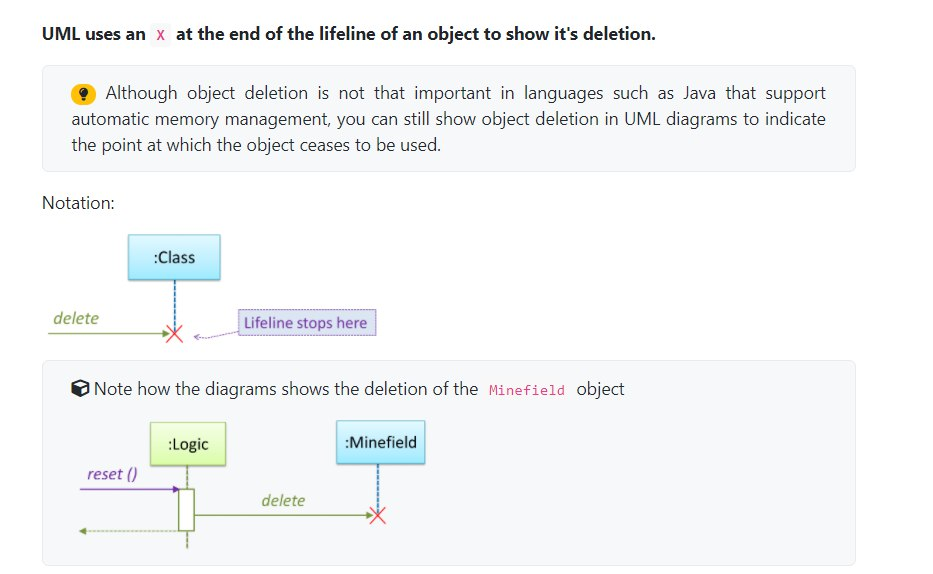 UML uses an X at the end of the lifeline of an object to show it's deletion.
Although object deletion is not that important in languages such as Java that support
automatic memory management, you can still show object deletion in UML diagrams to indicate
the point at which the object ceases to be used.
Notation:
:Class
delete
Lifeline stops here
Note how the diagrams shows the deletion of the Minefield object
:Logic
:Minefield
reset ()
delete